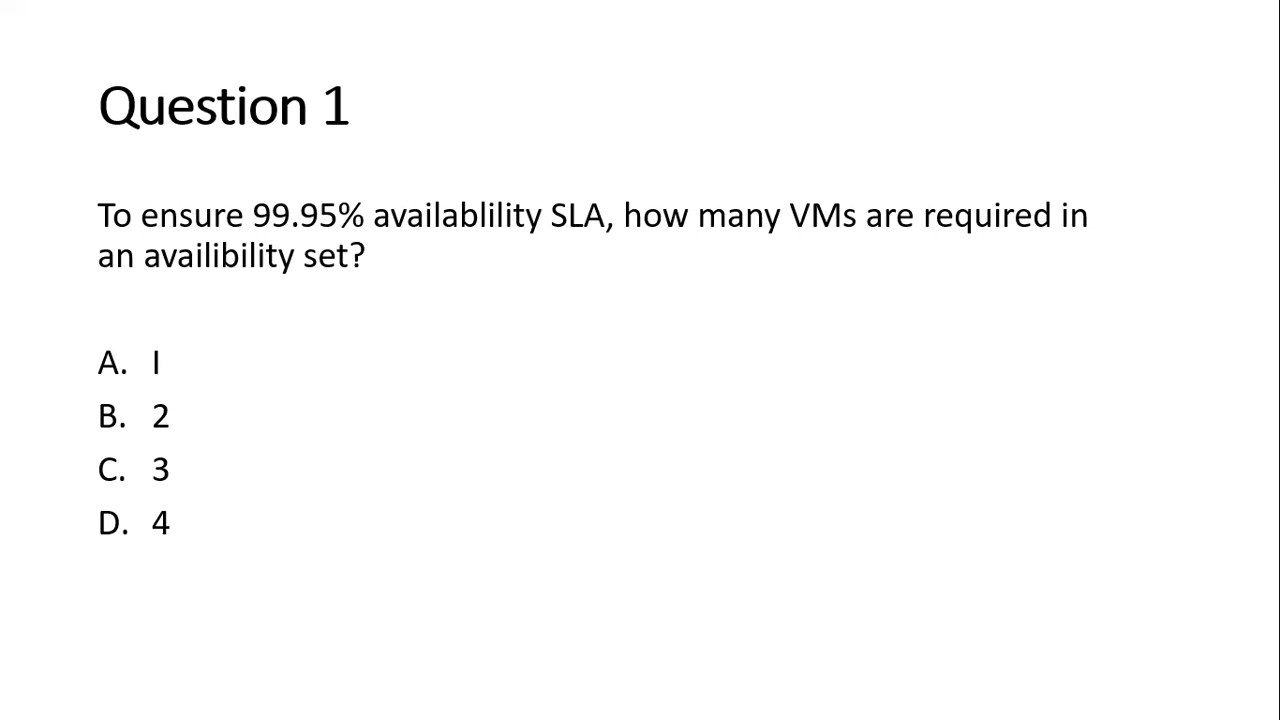 Question 1
To ensure 99.95% availablility SLA, how many VMs are required in
an availibility set?
A. I
B. 2
C. 3
D. 4